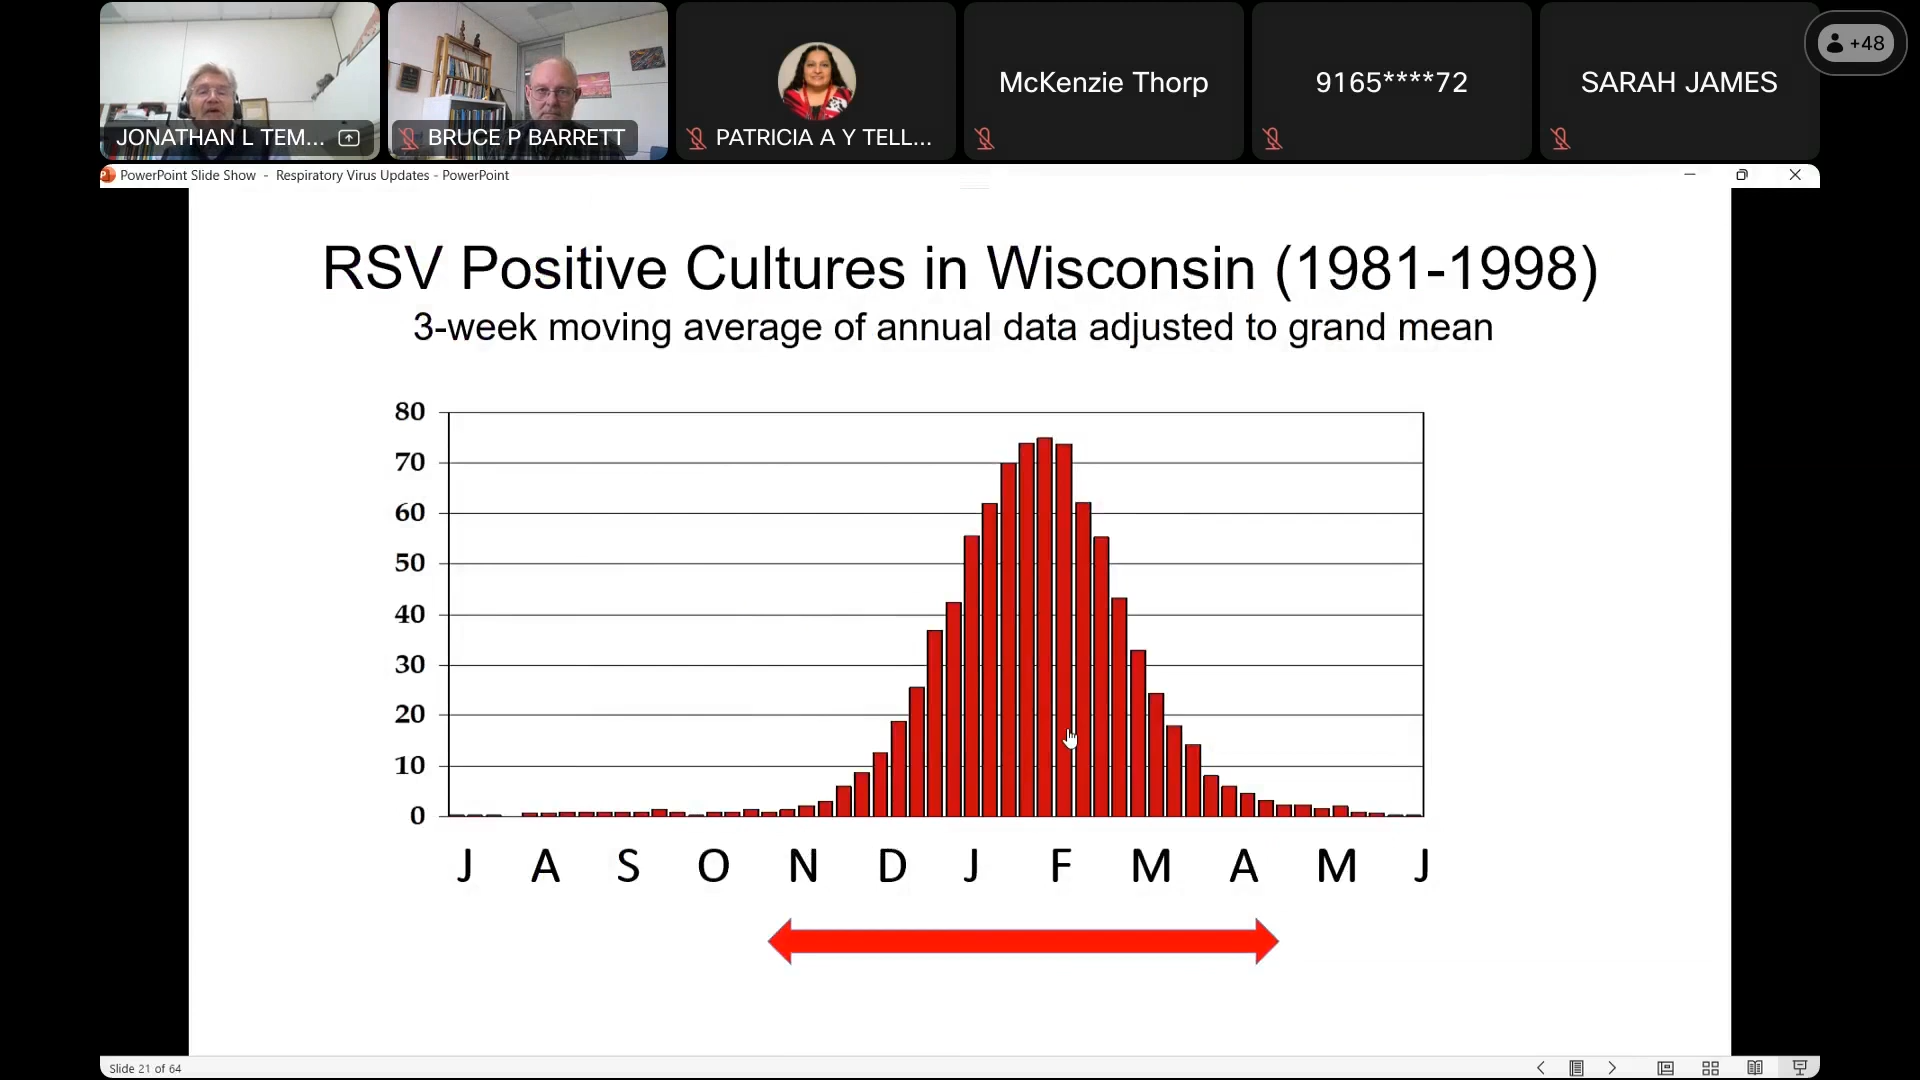 JONATHAN L TEM...
BRUCE P BARRETT
PATRICIA A Y TELL...
McKenzie Thorp
9165****72
SARAH JAMES
+48
PowerPoint Slide Show - Respiratory Virus Updates - PowerPoint
RSV Positive Cultures in Wisconsin (1981-1998)
3-week moving average of annual data adjusted to grand mean
80
70
60
50
40
30
20
10
0
J A S O N D J F M A M J
Slide 21 of 64